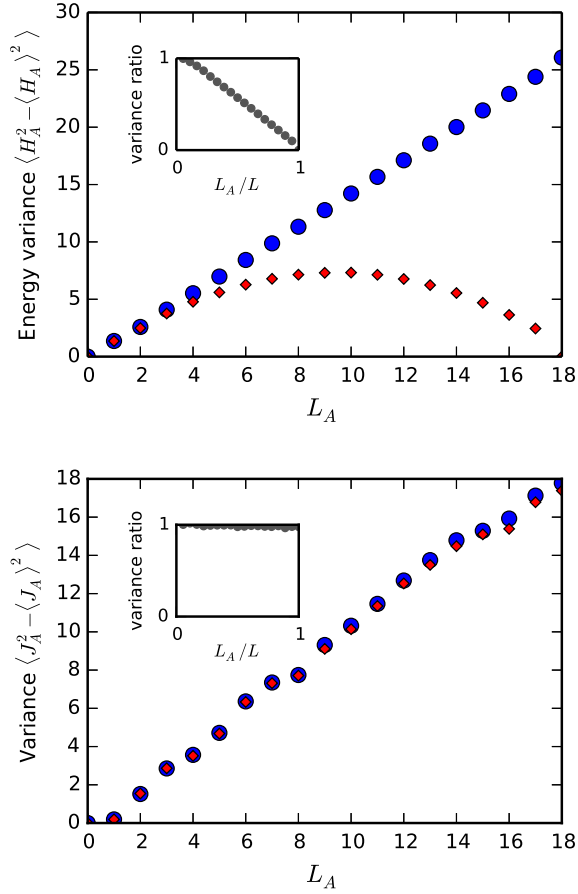 Energy variance ⟨H_A^2 −⟨H_A⟩^2⟩
30
25
20
15
10
5
0
variance ratio
1
0
0
1
L_A/L
0 2 4 6 8 10 12 14 16 18
L_A
Variance ⟨J_A^2 −⟨J_A⟩^2⟩
18
16
14
12
10
8
6
4
2
0
variance ratio
1
0
0
1
L_A/L
0 2 4 6 8 10 12 14 16 18
L_A